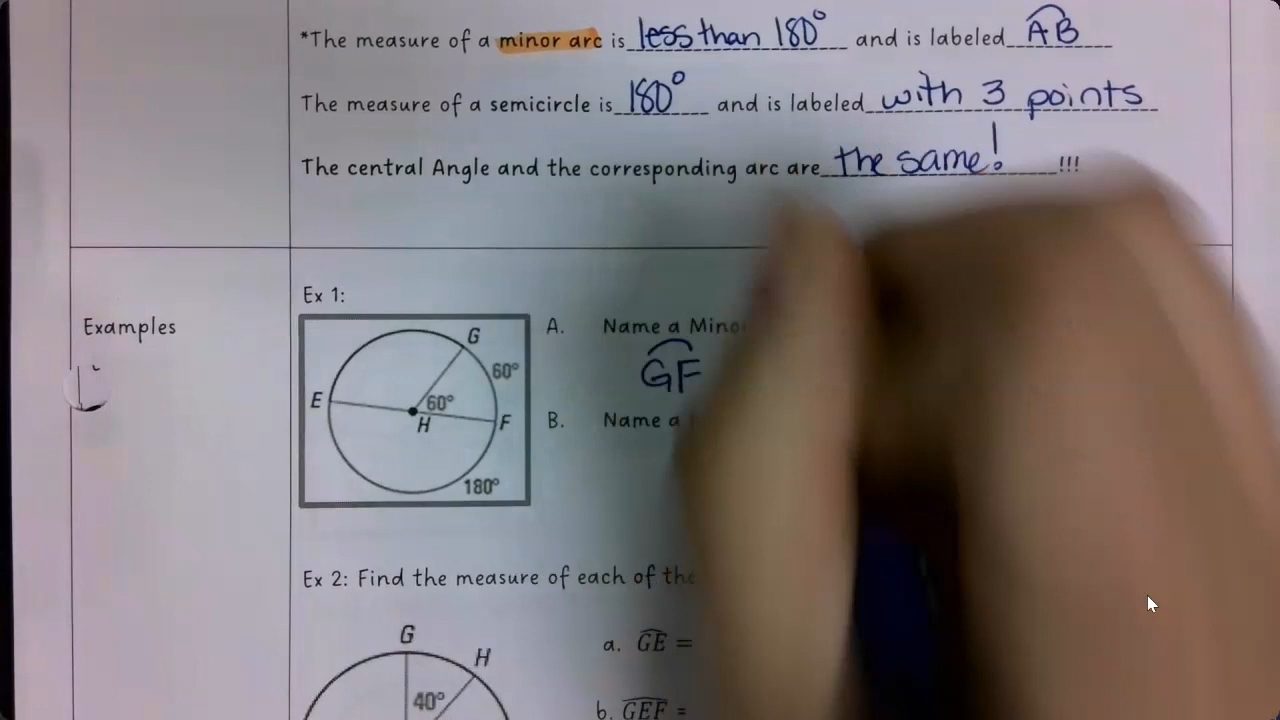 *The measure of a minor arc is less than 180° and is labeled AB
The measure of a semicircle is 180° and is labeled with 3 points
The central Angle and the corresponding arc are the same! !!!
Examples
Ex 1:
G
60°
E
60°
H
F
180°
A. Name a Mino
GF
B. Name a
Ex 2: Find the measure of each of the
G
H
40°
a. GE =
b. GEF =